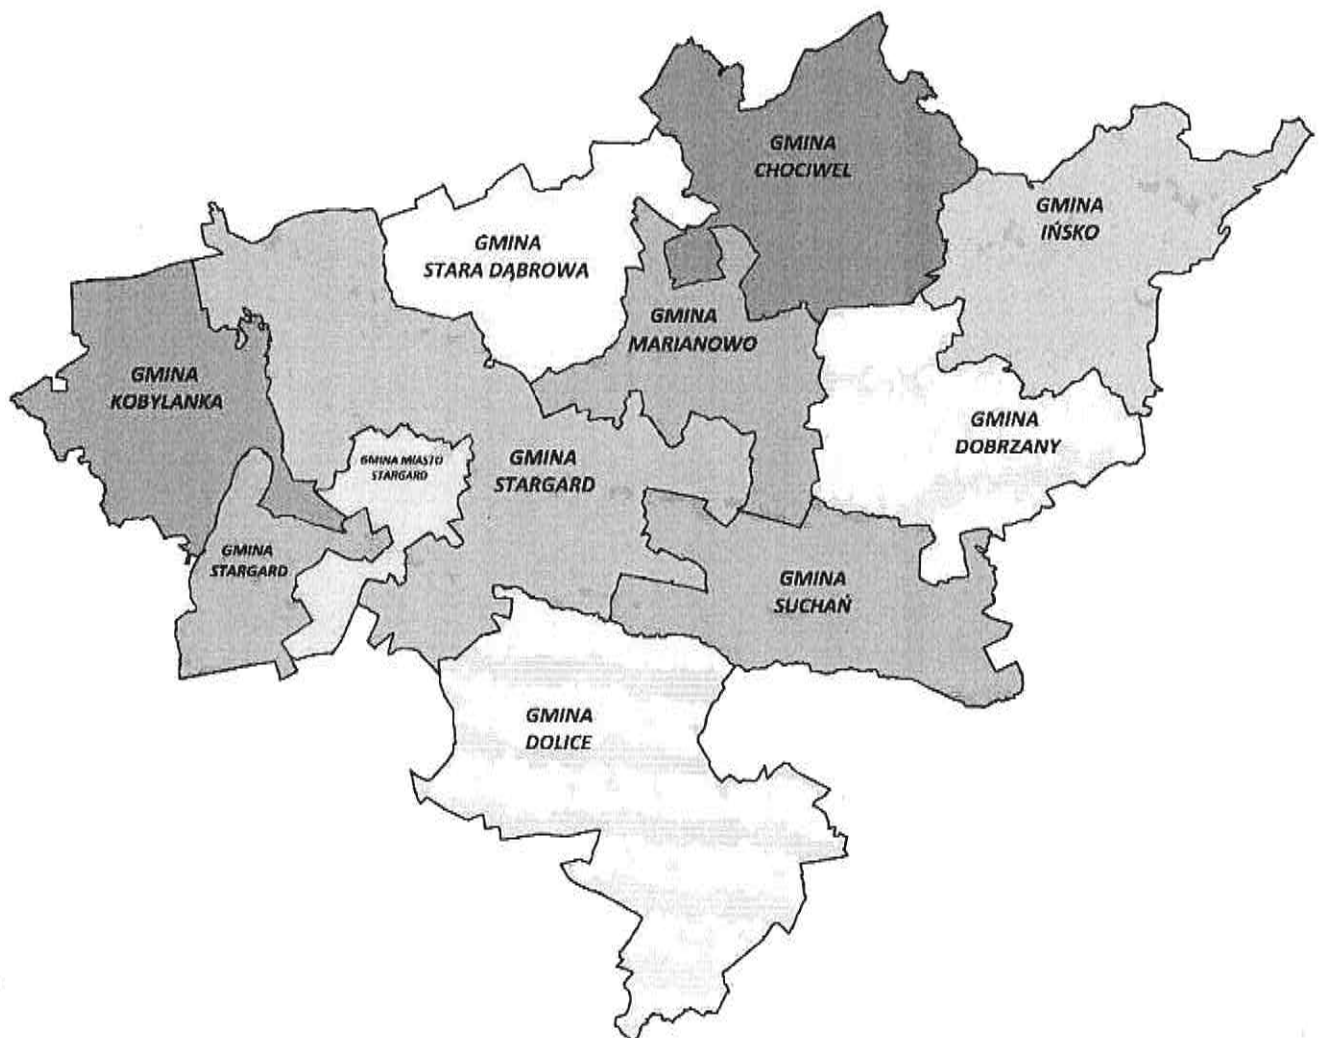 GMINA
CHOCIWEL
GMINA
IŃSKO
GMINA
STARA DĄBROWA
GMINA
MARIANOWO
GMINA
KOBYLANKA
GMINA
DOBRZANY
GMINA MIASTO
STARGARD
GMINA
STARGARD
GMINA
STARGARD
GMINA
SUCHAŃ
GMINA
DOLICE